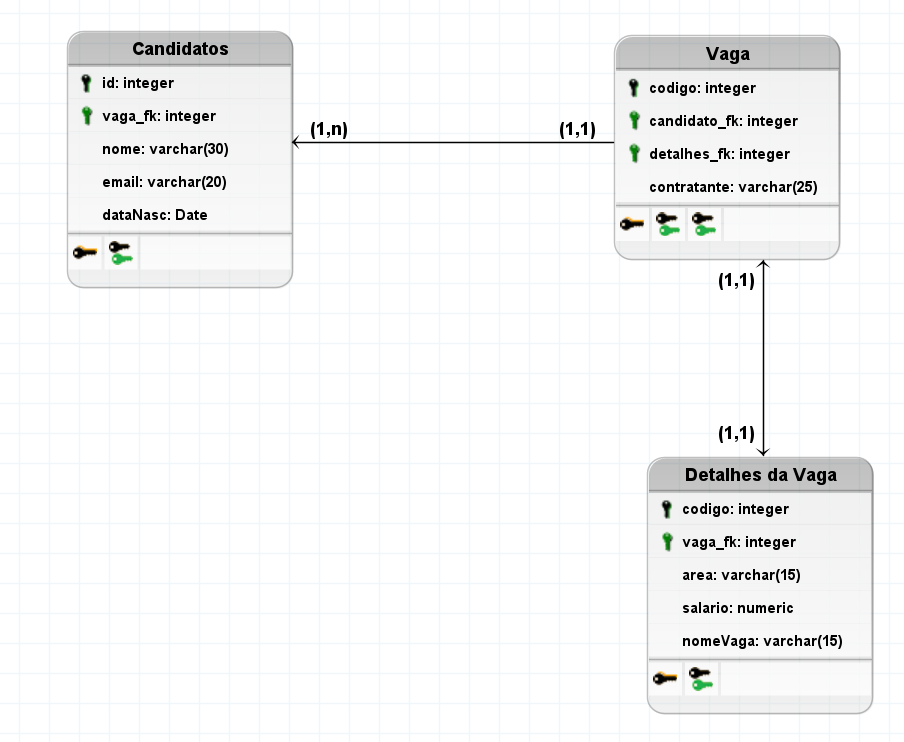 Candidatos
id: integer
vaga_fk: integer
nome: varchar(30)
email: varchar(20)
dataNasc: Date
(1,n)
(1,1)
Vaga
codigo: integer
candidato_fk: integer
detalhes_fk: integer
contratante: varchar(25)
(1,1)
(1,1)
Detalhes da Vaga
codigo: integer
vaga_fk: integer
area: varchar(15)
salario: numeric
nomeVaga: varchar(15)